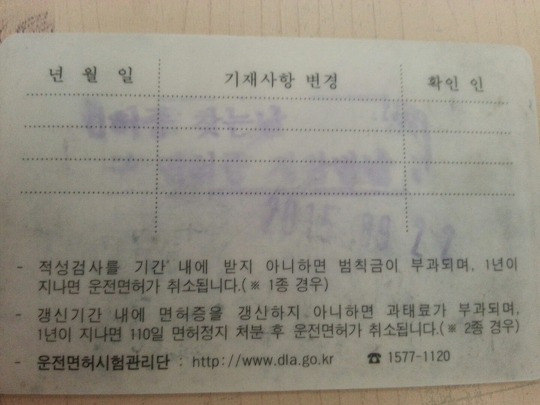 년 월 일 기재사항 변경 확인 인
찾는날
- 적성검사를 기간 내에 받지 아니하면 범칙금이 부과되며, 1년이
지나면 운전면허가 취소됩니다.(※ 1종 경우)
- 갱신기간 내에 면허증을 갱신하지 아니하면 과태료가 부과되며,
1년이 지나면 110일 면허정지 처분 후 운전면허가 취소됩니다.(※ 2종 경우)
- 운전면허시험관리단 : http://www.dla.go.kr ☎ 1577-1120